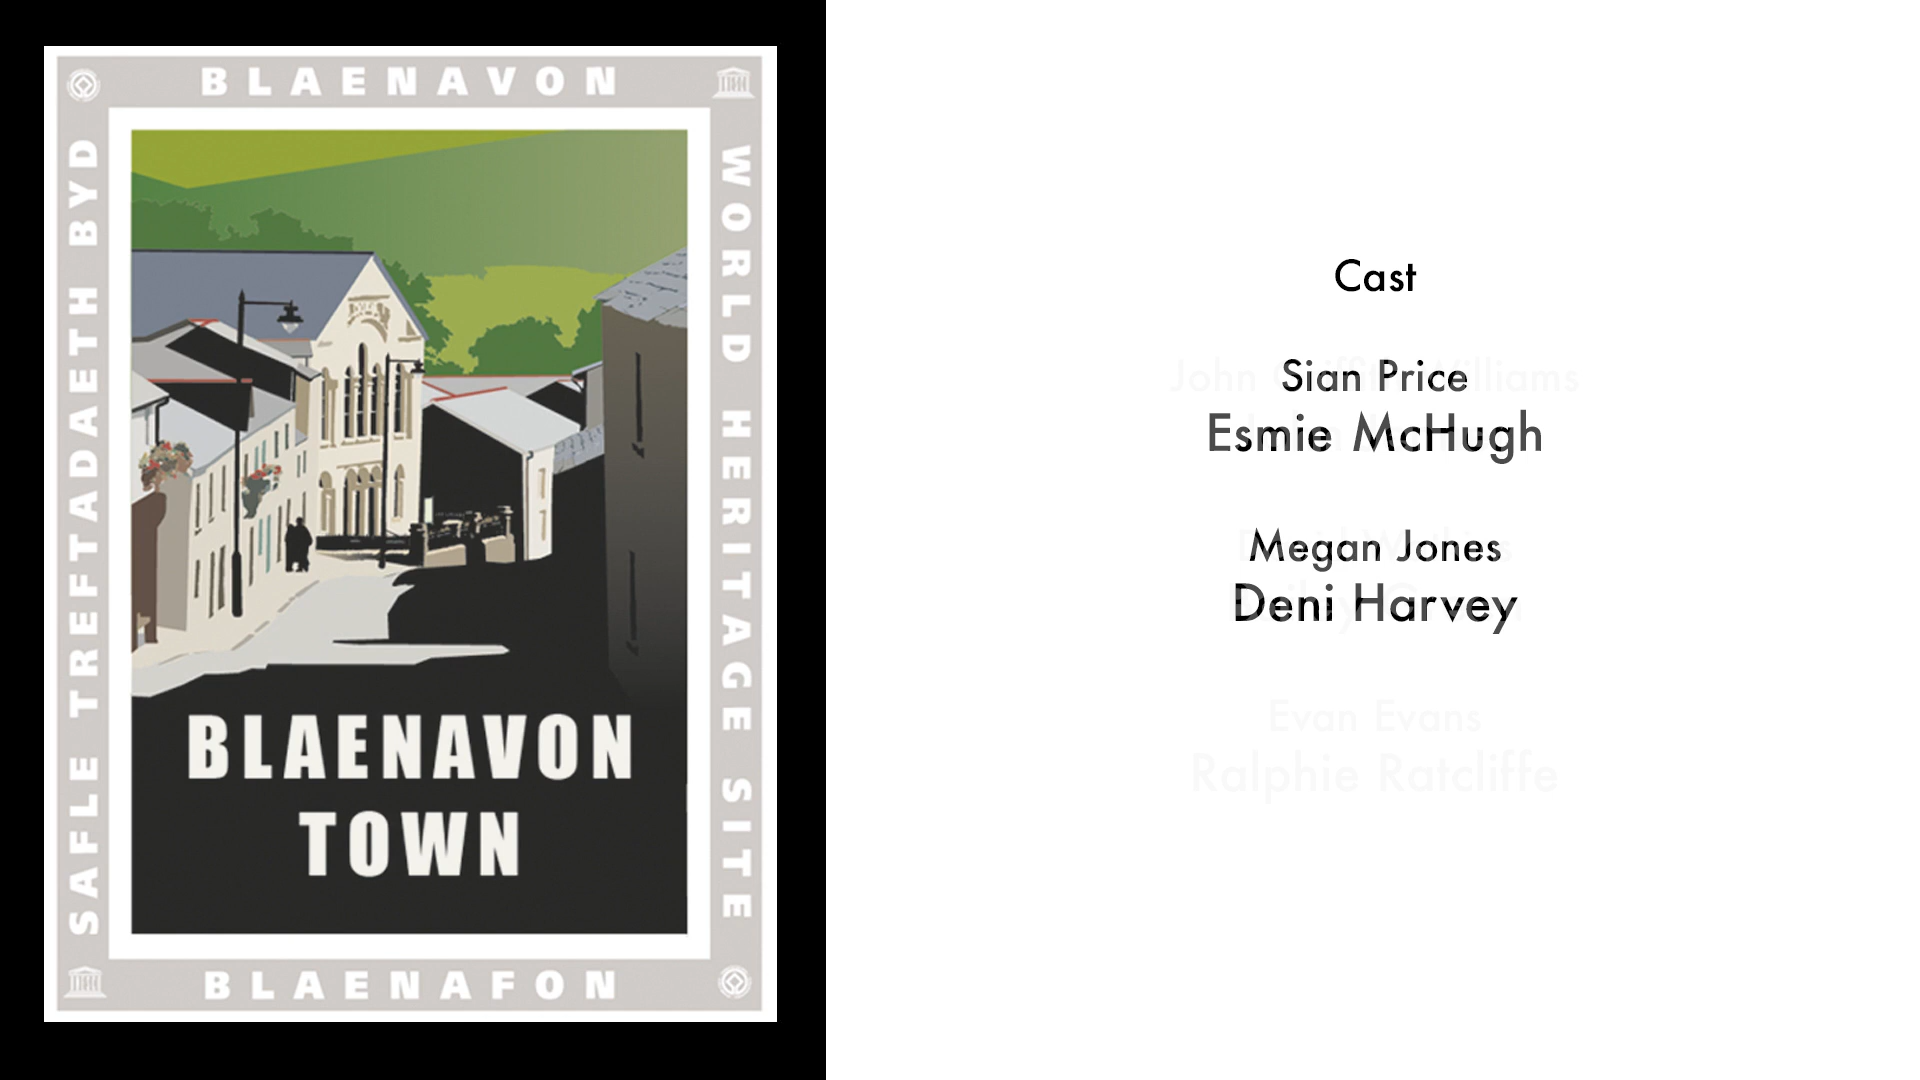 BLAENAVON
SAFLE TREFTADAETH BYD
WORLD HERITAGE SITE
BLAENAVON
TOWN
BLAENAFON
Cast
Sian Price
Esmie McHugh
Megan Jones
Deni Harvey
Evan Evans
Ralphie Ratcliffe